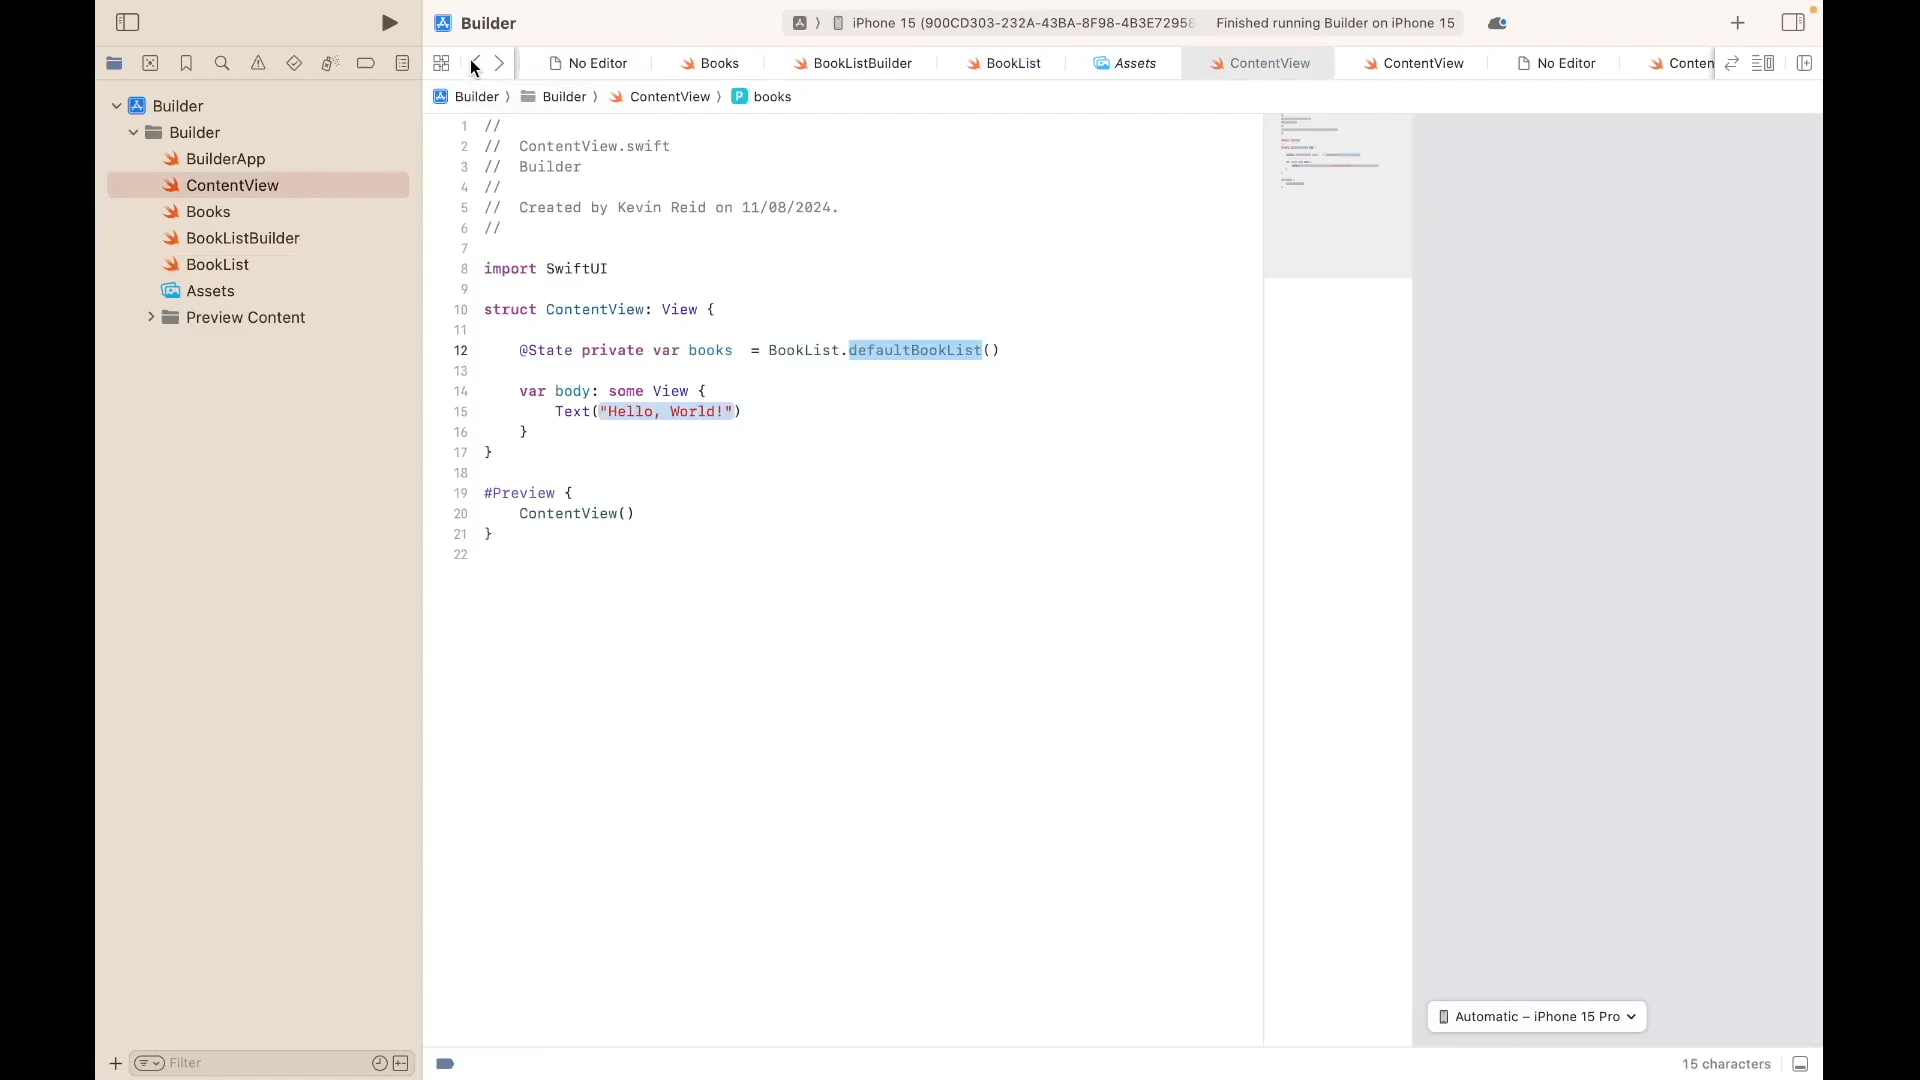 Builder
iPhone 15 (900CD303-232A-43BA-8F98-4B3E7295 Finished running Builder on iPhone 15
No Editor Books BookListBuilder BookList Assets ContentView ContentView No Editor Conten
Builder Builder ContentView P books
Builder
Builder
BuilderApp
ContentView
Books
BookListBuilder
BookList
Assets
Preview Content
1 //
2 //  ContentView.swift
3 //  Builder
4 //
5 //  Created by Kevin Reid on 11/08/2024.
6 //
7
8 import SwiftUI
9
10 struct ContentView: View {
11
12     @State private var books  = BookList.defaultBookList()
13
14     var body: some View {
15         Text("Hello, World!")
16     }
17 }
18
19 #Preview {
20     ContentView()
21 }
22
Automatic – iPhone 15 Pro
Filter
15 characters